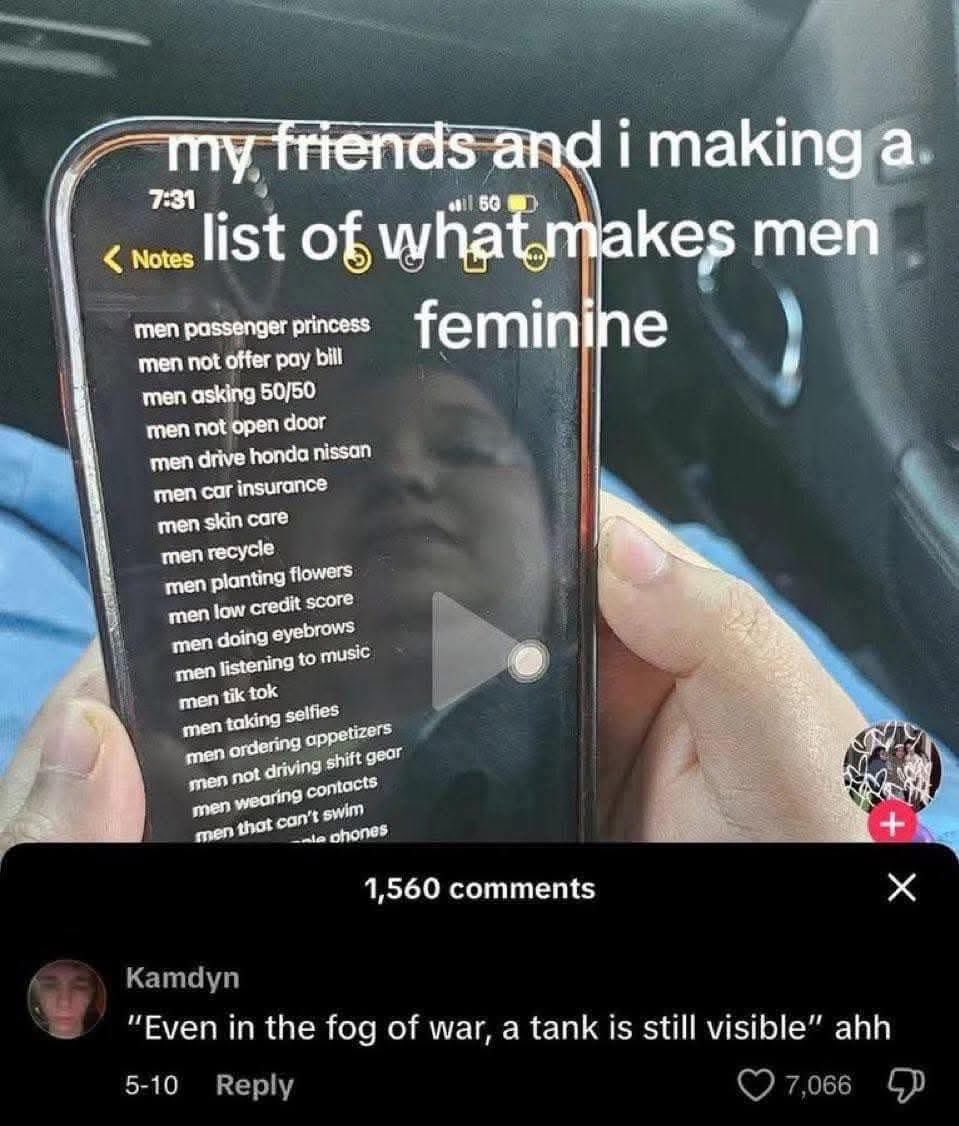 my friends and i making a
list of what makes men
feminine
7:31
5G
Notes
men passenger princess
men not offer pay bill
men asking 50/50
men not open door
men drive honda nissan
men car insurance
men skin care
men recycle
men planting flowers
men low credit score
men doing eyebrows
men listening to music
men tik tok
men taking selfies
men ordering appetizers
men not driving shift gear
men wearing contacts
men that can't swim
phones
1,560 comments
Kamdyn
"Even in the fog of war, a tank is still visible" ahh
5-10 Reply
7,066